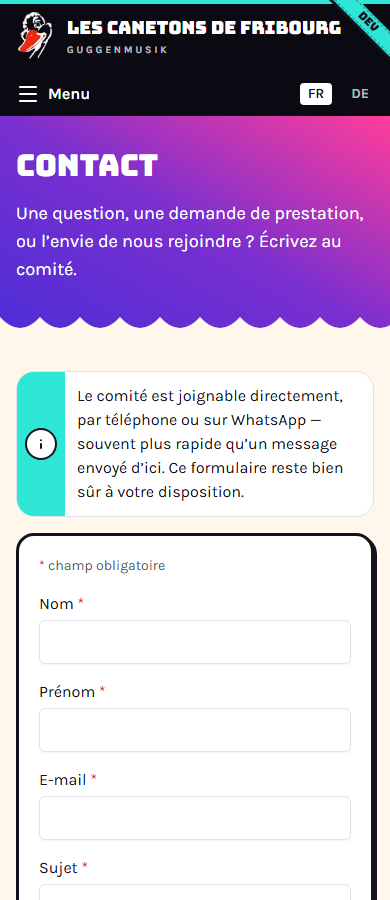 LES CANETONS DE FRIBOURG
GUGGENMUSIK
DEV
Menu
FR
DE
CONTACT
Une question, une demande de prestation,
ou l’envie de nous rejoindre ? Écrivez au
comité.
Le comité est joignable directement,
par téléphone ou sur WhatsApp —
souvent plus rapide qu’un message
envoyé d’ici. Ce formulaire reste bien
sûr à votre disposition.
* champ obligatoire
Nom *
Prénom *
E-mail *
Sujet *